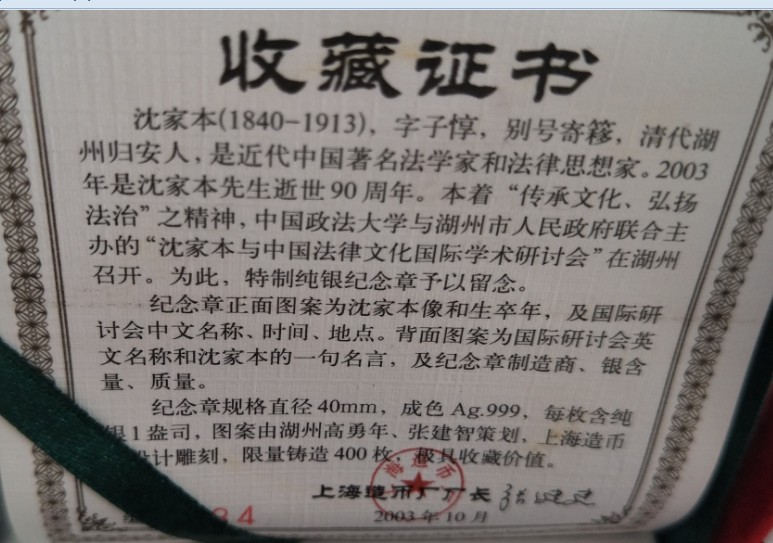 收藏证书
沈家本(1840-1913)，字子惇，别号寄簃，清代湖
州归安人，是近代中国著名法学家和法律思想家。2003
年是沈家本先生逝世90周年。本着“传承文化、弘扬
法治”之精神，中国政法大学与湖州市人民政府联合主
办的“沈家本与中国法律文化国际学术研讨会”在湖州
召开。为此，特制纯银纪念章予以留念。
纪念章正面图案为沈家本像和生卒年，及国际研
讨会中文名称、时间、地点。背面图案为国际研讨会英
文名称和沈家本的一句名言，及纪念章制造商、银含
量、质量。
纪念章规格直径40mm，成色Ag.999，每枚含纯
银1盎司，图案由湖州高勇年、张建智策划，上海造币
设计雕刻，限量铸造400枚，极具收藏价值。
上海造币厂厂长
84
2003年10月